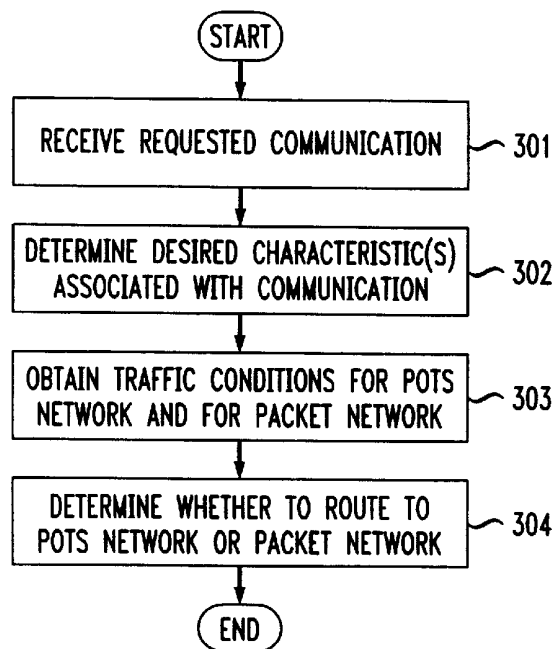 START
RECEIVE REQUESTED COMMUNICATION
301
DETERMINE DESIRED CHARACTERISTIC(S)
ASSOCIATED WITH COMMUNICATION
302
OBTAIN TRAFFIC CONDITIONS FOR POTS
NETWORK AND FOR PACKET NETWORK
303
DETERMINE WHETHER TO ROUTE TO
POTS NETWORK OR PACKET NETWORK
304
END